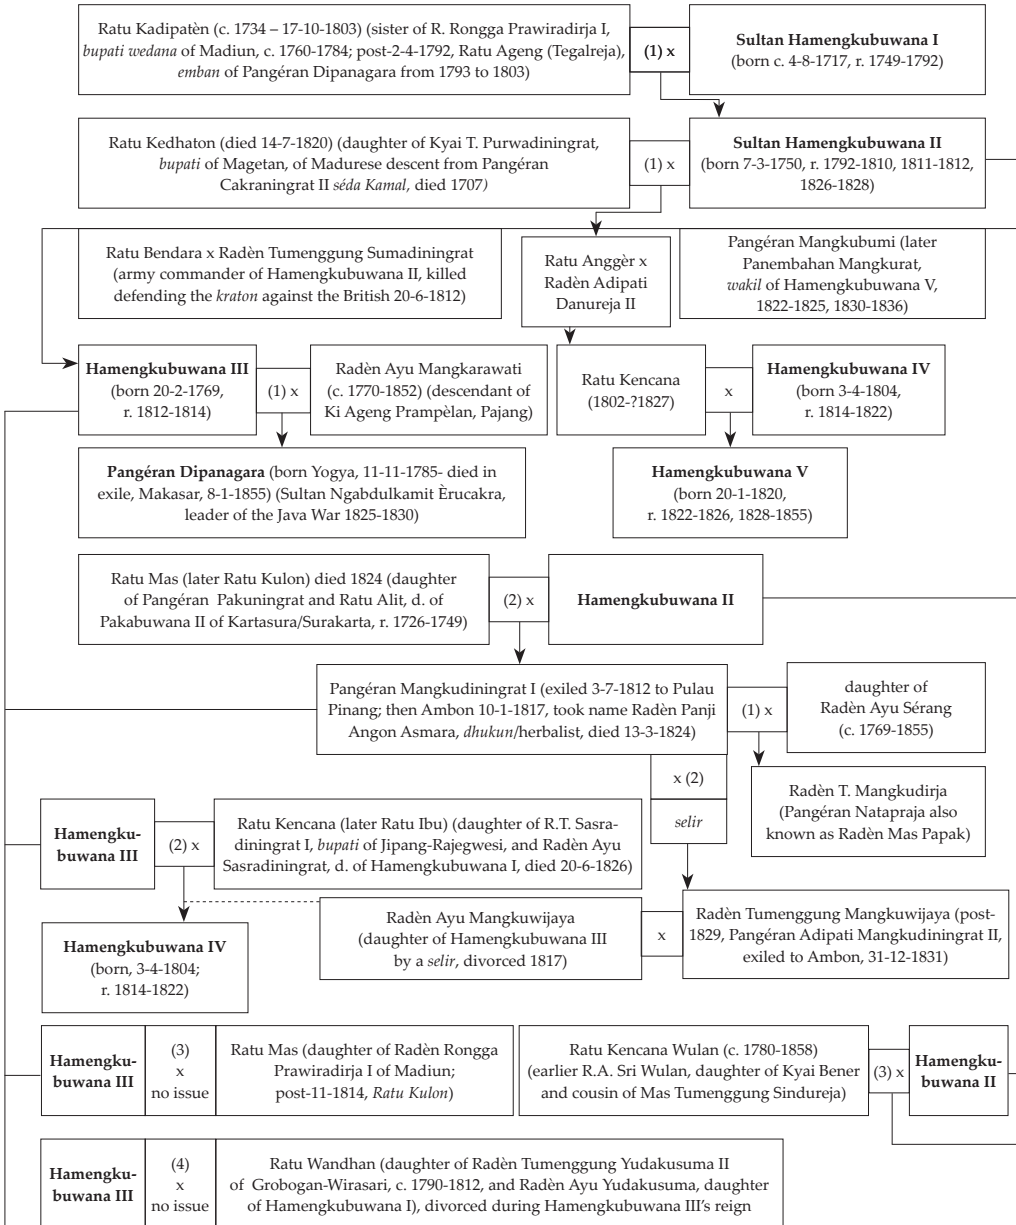 Ratu Kadipatèn (c. 1734 – 17-10-1803) (sister of R. Rongga Prawiradirja I,
bupati wedana of Madiun, c. 1760-1784; post-2-4-1792, Ratu Ageng (Tegalreja),
emban of Pangéran Dipanagara from 1793 to 1803)
(1) x
Sultan Hamengkubuwana I
(born c. 4-8-1717, r. 1749-1792)
Ratu Kedhaton (died 14-7-1820) (daughter of Kyai T. Purwadiningrat,
bupati of Magetan, of Madurese descent from Pangéran
Cakraningrat II séda Kamal, died 1707)
(1) x
Sultan Hamengkubuwana II
(born 7-3-1750, r. 1792-1810, 1811-1812,
1826-1828)
Ratu Bendara x Radèn Tumenggung Sumadiningrat
(army commander of Hamengkubuwana II, killed
defending the kraton against the British 20-6-1812)
Ratu Anggèr x
Radèn Adipati
Danureja II
Pangéran Mangkubumi (later
Panembahan Mangkurat,
wakil of Hamengkubuwana V,
1822-1825, 1830-1836)
Hamengkubuwana III
(born 20-2-1769,
r. 1812-1814)
(1) x
Radèn Ayu Mangkarawati
(c. 1770-1852) (descendant of
Ki Ageng Prampèlan, Pajang)
Ratu Kencana
(1802-?1827)
x
Hamengkubuwana IV
(born 3-4-1804,
r. 1814-1822)
Pangéran Dipanagara (born Yogya, 11-11-1785- died in
exile, Makasar, 8-1-1855) (Sultan Ngabdulkamit Èrucakra,
leader of the Java War 1825-1830)
Hamengkubuwana V
(born 20-1-1820,
r. 1822-1826, 1828-1855)
Ratu Mas (later Ratu Kulon) died 1824 (daughter
of Pangéran Pakuningrat and Ratu Alit, d. of
Pakabuwana II of Kartasura/Surakarta, r. 1726-1749)
(2) x
Hamengkubuwana II
Pangéran Mangkudiningrat I (exiled 3-7-1812 to Pulau
Pinang; then Ambon 10-1-1817, took name Radèn Panji
Angon Asmara, dhukun/herbalist, died 13-3-1824)
(1) x
daughter of
Radèn Ayu Sérang
(c. 1769-1855)
x (2)
selir
Radèn T. Mangkudirja
(Pangéran Natapraja also
known as Radèn Mas Papak)
Hamengku-
buwana III
(2) x
Ratu Kencana (later Ratu Ibu) (daughter of R.T. Sasra-
diningrat I, bupati of Jipang-Rajegwesi, and Radèn Ayu
Sasradiningrat, d. of Hamengkubuwana I, died 20-6-1826)
Hamengkubuwana IV
(born, 3-4-1804;
r. 1814-1822)
Radèn Ayu Mangkuwijaya
(daughter of Hamengkubuwana III
by a selir, divorced 1817)
x
Radèn Tumenggung Mangkuwijaya (post-
1829, Pangéran Adipati Mangkudiningrat II,
exiled to Ambon, 31-12-1831)
Hamengku-
buwana III
(3)
x
no issue
Ratu Mas (daughter of Radèn Rongga
Prawiradirja I of Madiun;
post-11-1814, Ratu Kulon)
Ratu Kencana Wulan (c. 1780-1858)
(earlier R.A. Sri Wulan, daughter of Kyai Bener
and cousin of Mas Tumenggung Sindureja)
(3) x
Hamengku-
buwana II
Hamengku-
buwana III
(4)
x
no issue
Ratu Wandhan (daughter of Radèn Tumenggung Yudakusuma II
of Grobogan-Wirasari, c. 1790-1812, and Radèn Ayu Yudakusuma, daughter
of Hamengkubuwana I), divorced during Hamengkubuwana III's reign